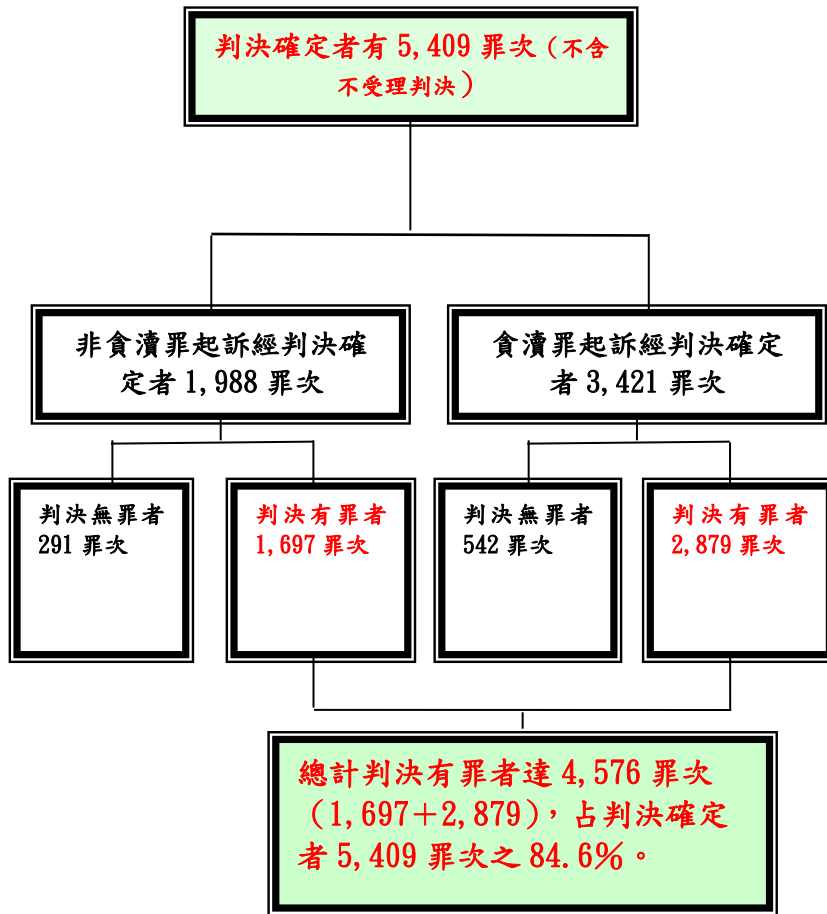 判決確定者有 5,409 罪次（不含
不受理判決）
非貪瀆罪起訴經判決確
定者 1,988 罪次
貪瀆罪起訴經判決確定
者 3,421 罪次
判決無罪者
291 罪次
判決有罪者
1,697 罪次
判決無罪者
542 罪次
判決有罪者
2,879 罪次
總計判決有罪者達 4,576 罪次
（1,697＋2,879），占判決確定
者 5,409 罪次之 84.6％。